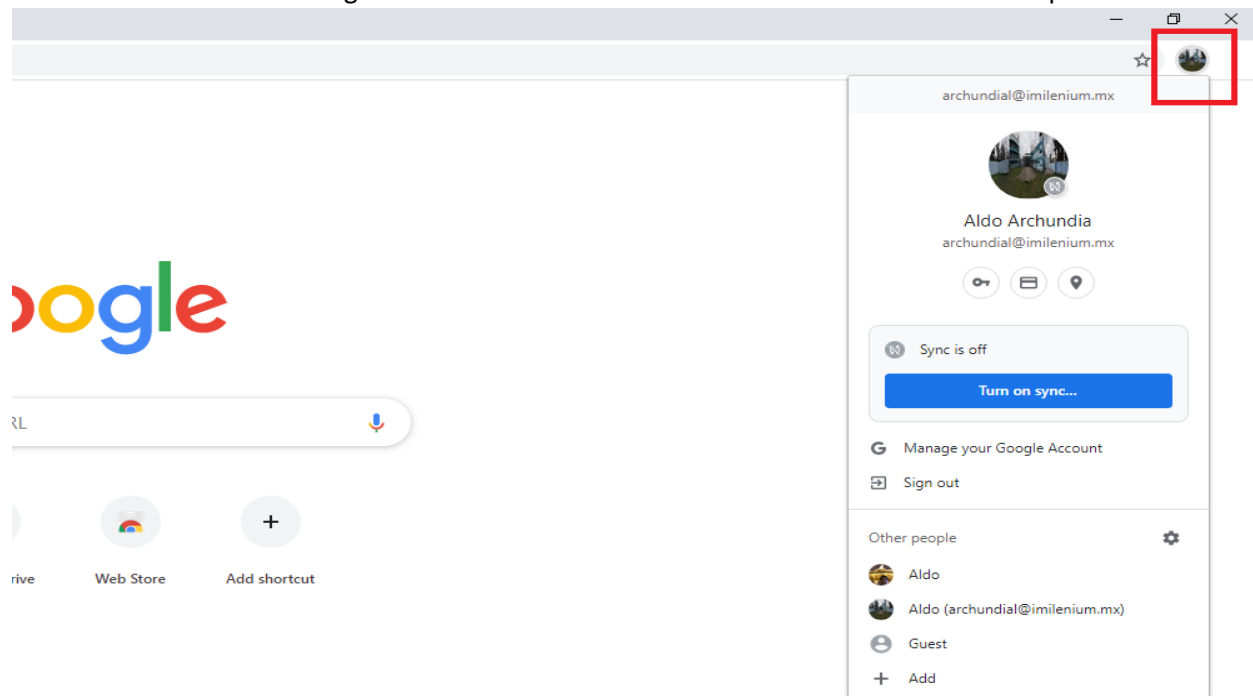 archundial@imilenium.mx
Aldo Archundia
archundial@imilenium.mx
Sync is off
Turn on sync...
Manage your Google Account
Sign out
Other people
Aldo
Aldo (archundial@imilenium.mx)
Guest
Add
oogle
RL
rive
Web Store
Add shortcut